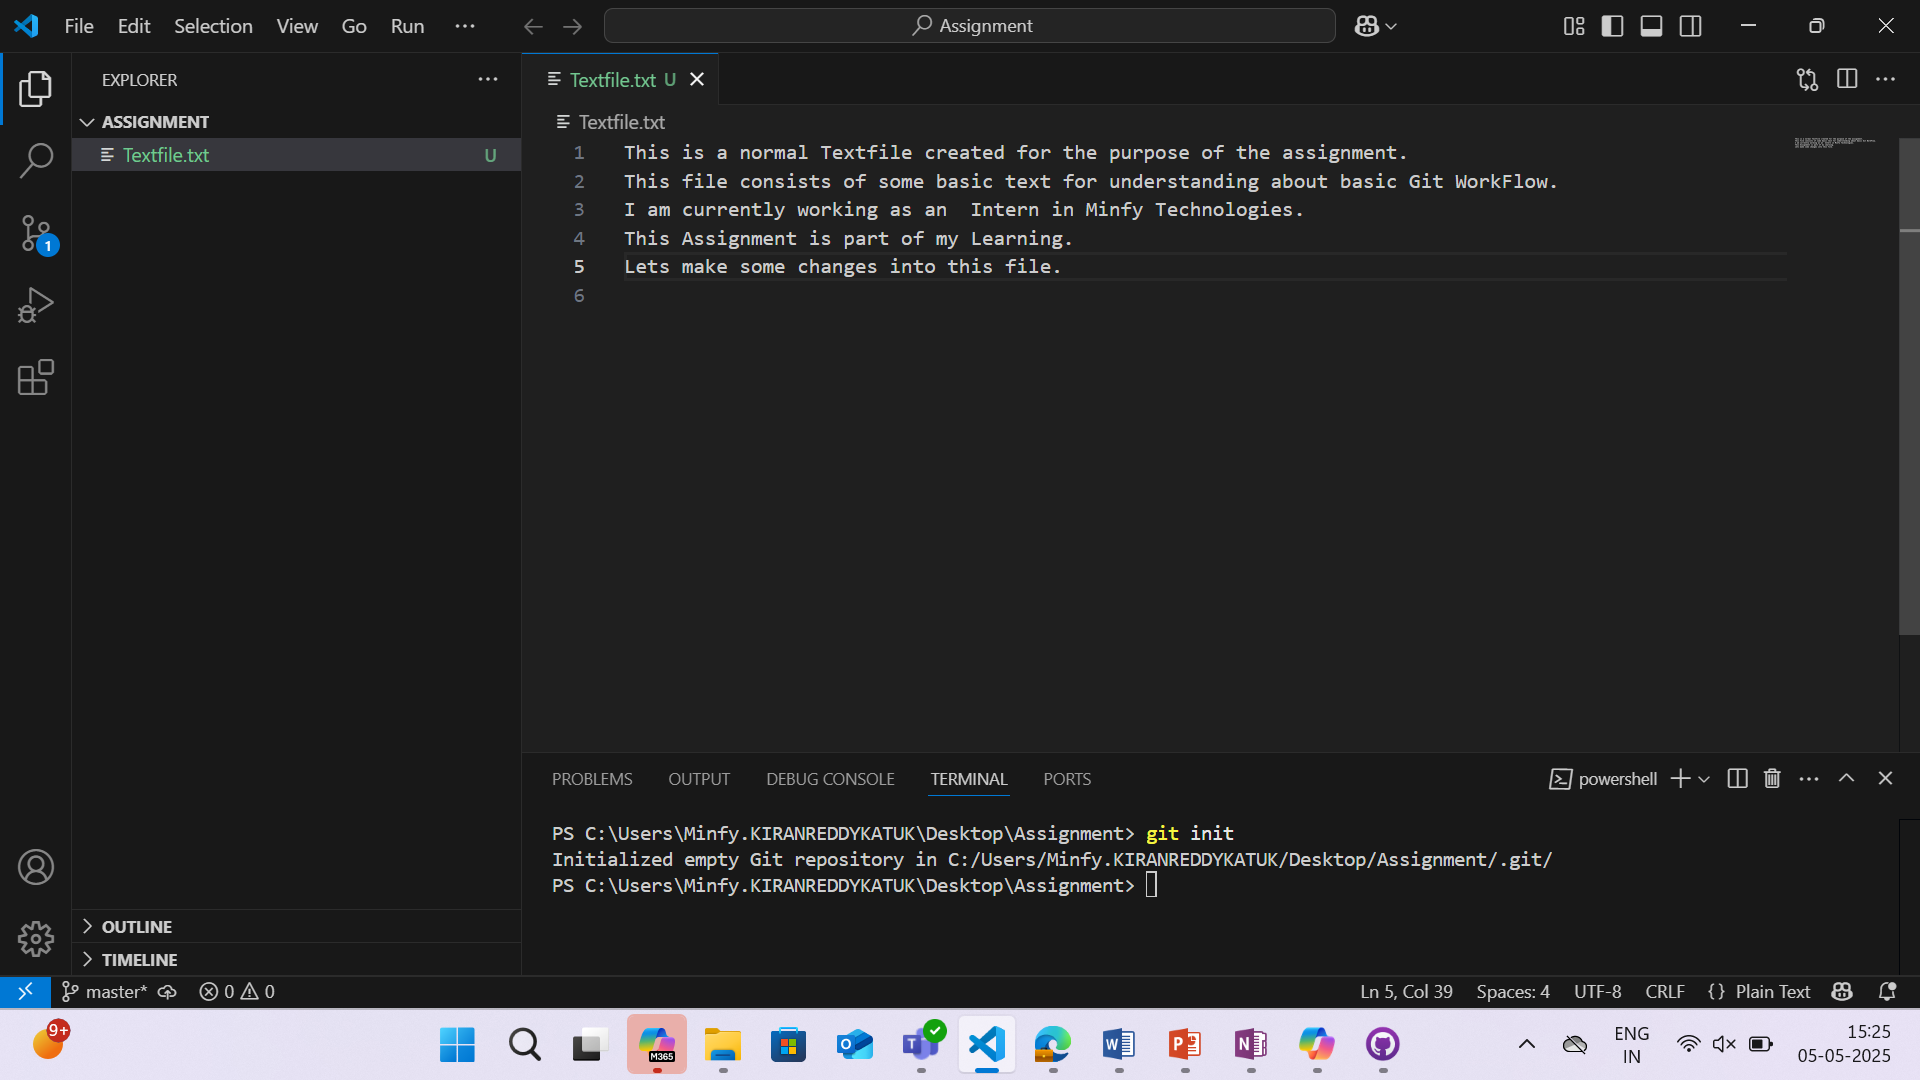 File Edit Selection View Go Run ··· Assignment
EXPLORER ···
ASSIGNMENT
Textfile.txt U
1
OUTLINE
TIMELINE
Textfile.txt U
Textfile.txt
1 This is a normal Textfile created for the purpose of the assignment.
2 This file consists of some basic text for understanding about basic Git WorkFlow.
3 I am currently working as an  Intern in Minfy Technologies.
4 This Assignment is part of my Learning.
5 Lets make some changes into this file.
6
PROBLEMS OUTPUT DEBUG CONSOLE TERMINAL PORTS powershell
PS C:\Users\Minfy.KIRANREDDYKATUK\Desktop\Assignment> git init
Initialized empty Git repository in C:/Users/Minfy.KIRANREDDYKATUK/Desktop/Assignment/.git/
PS C:\Users\Minfy.KIRANREDDYKATUK\Desktop\Assignment>
master* 0 0 Ln 5, Col 39 Spaces: 4 UTF-8 CRLF {} Plain Text
9+ M365 O T W P N ENG 15:25
IN 05-05-2025